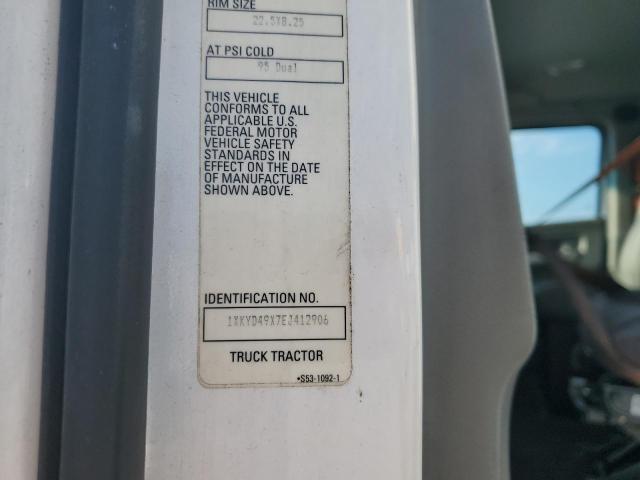 RIM SIZE
22.5X8.25
AT PSI COLD
95 Dual
THIS VEHICLE
CONFORMS TO ALL
APPLICABLE U.S.
FEDERAL MOTOR
VEHICLE SAFETY
STANDARDS IN
EFFECT ON THE DATE
OF MANUFACTURE
SHOWN ABOVE.
IDENTIFICATION NO.
1XKYD49X7EJ412906
TRUCK TRACTOR
•S53-1092-1